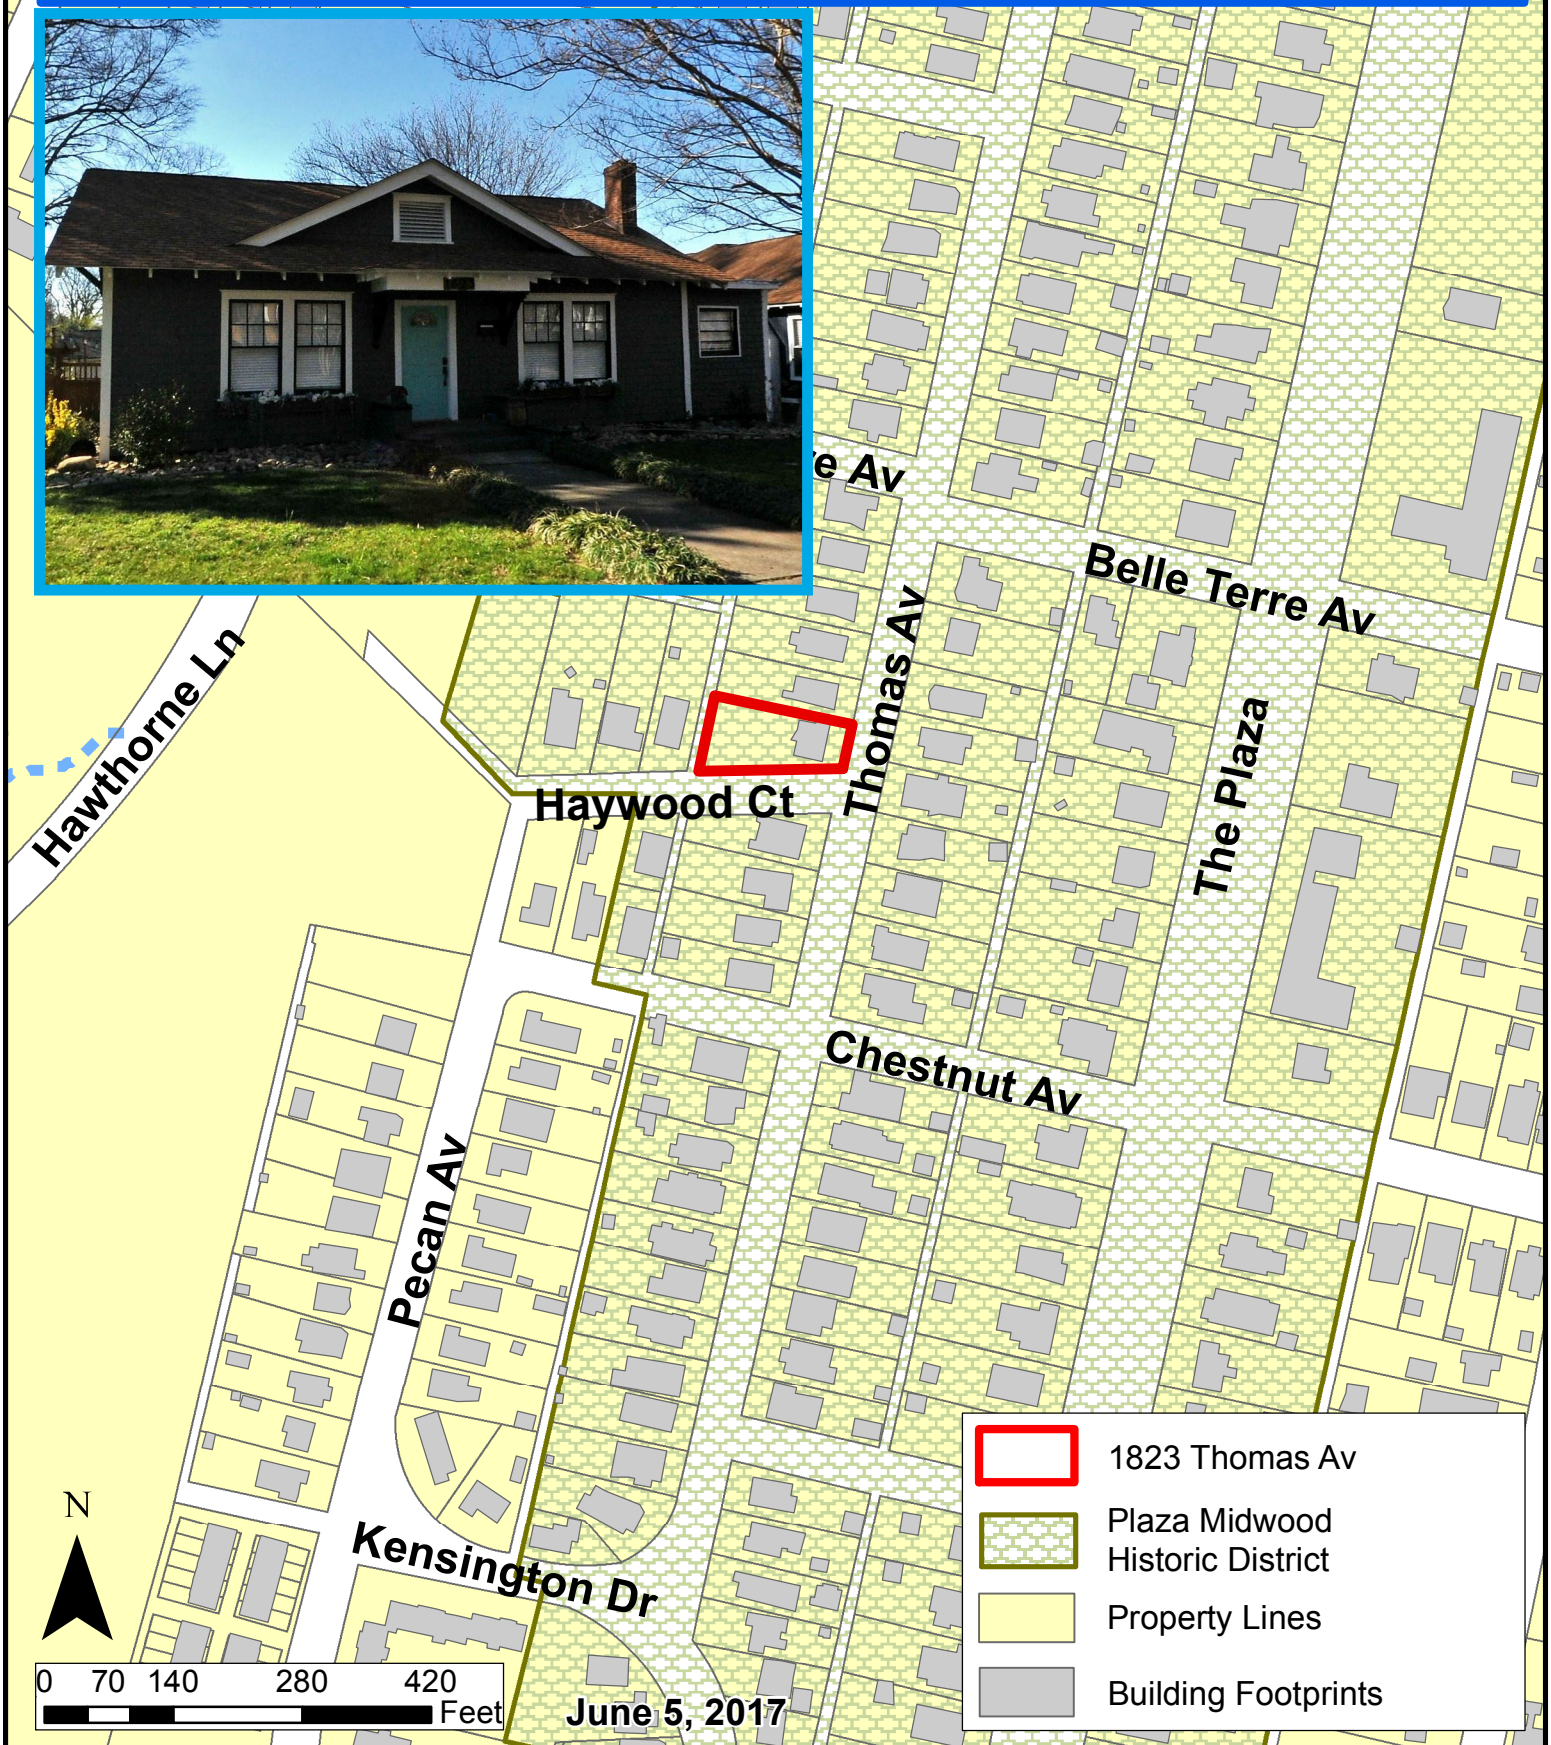 e Av
Belle Terre Av
Thomas Av
Hawthorne Ln
The Plaza
Haywood Ct
Chestnut Av
Pecan Av
Kensington Dr
1823 Thomas Av
Plaza Midwood
Historic District
Property Lines
Building Footprints
N
0 70 140 280 420
Feet
June 5, 2017